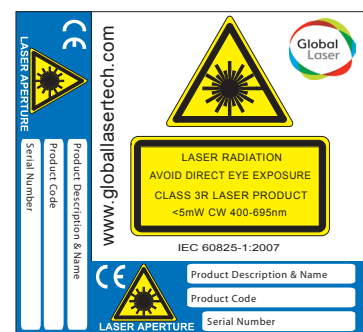 LASER APERTURE
CE
Serial Number
Product Code
Product Description & Name
www.globallasertech.com
Global
Laser
LASER RADIATION
AVOID DIRECT EYE EXPOSURE
CLASS 3R LASER PRODUCT
<5mW CW 400-695nm
IEC 60825-1:2007
CE
LASER APERTURE
Product Description & Name
Product Code
Serial Number